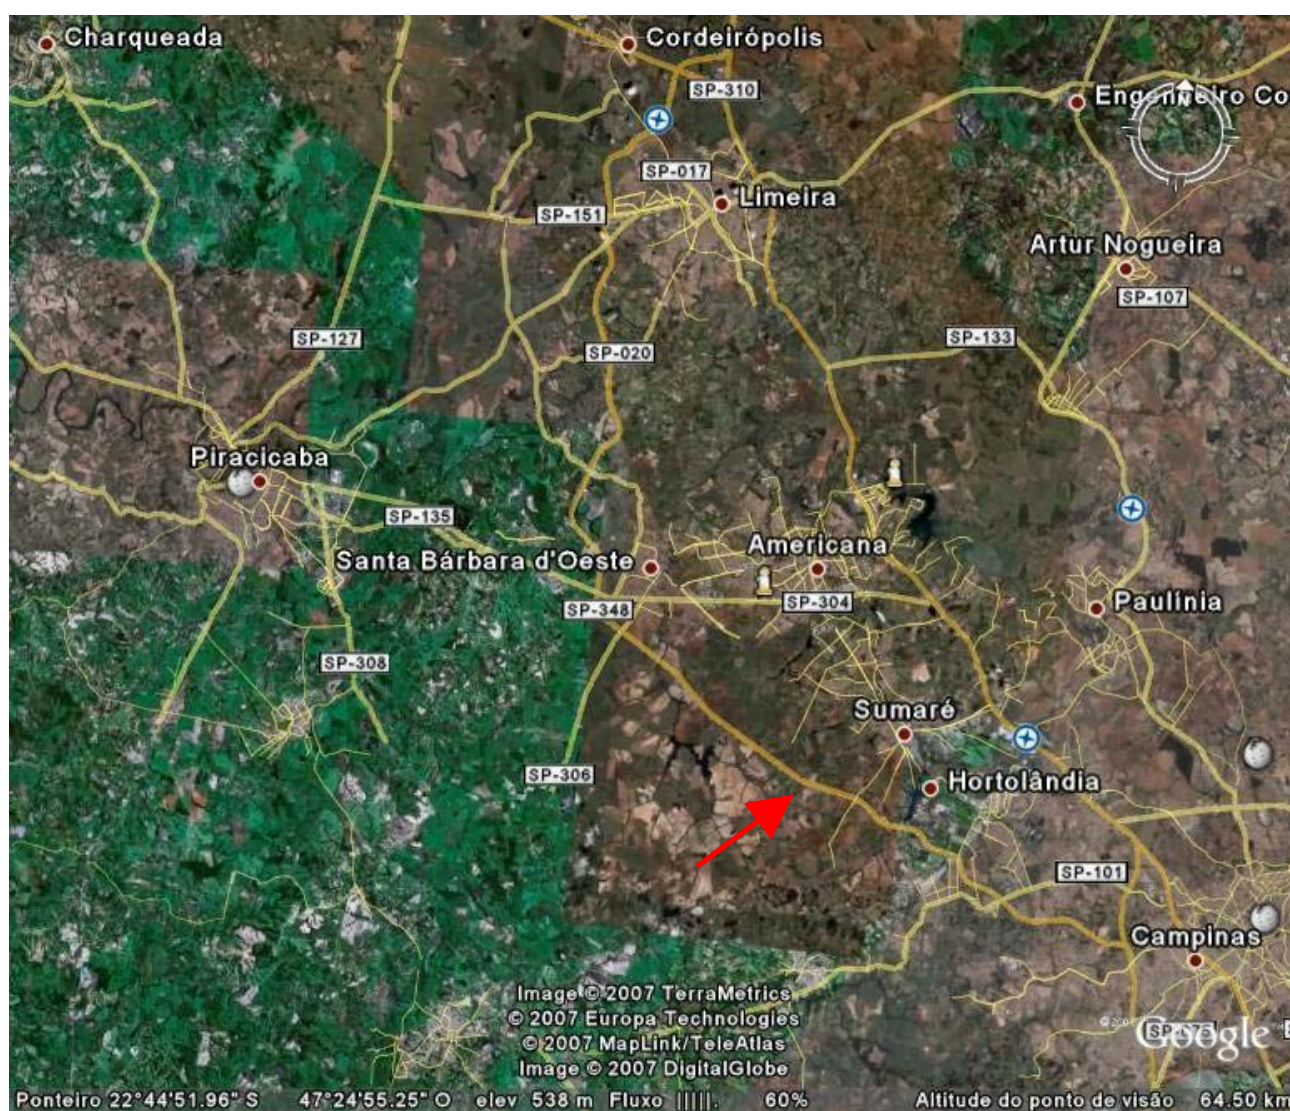 Charqueada
Cordeirópolis
SP-310
Engenheiro Co
N
SP-017
Limeira
SP-151
Artur Nogueira
SP-107
SP-127
SP-020
SP-133
Piracicaba
SP-135
Americana
Santa Bárbara d'Oeste
SP-348
SP-304
Paulínia
SP-308
Sumaré
SP-306
Hortolândia
SP-101
Campinas
Image © 2007 TerraMetrics
© 2007 Europa Technologies
© 2007 MapLink/TeleAtlas
Image © 2007 DigitalGlobe
Google
Ponteiro 22°44'51.96" S 47°24'55.25" O elev 538 m Fluxo |||||. 60% Altitude do ponto de visão 64.50 km